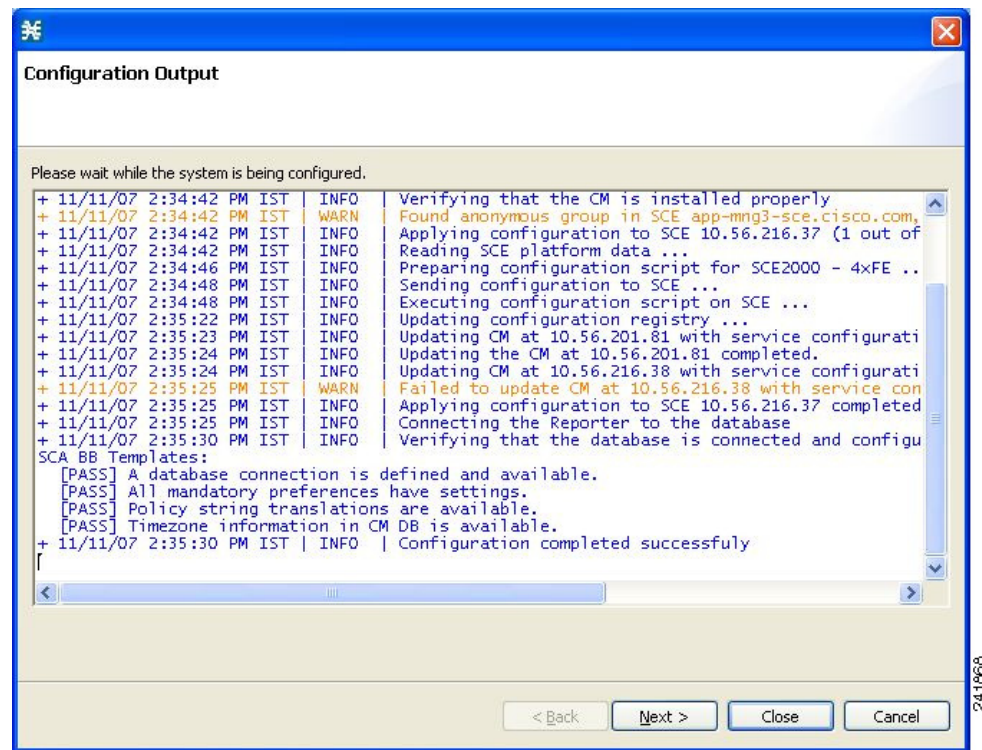 Configuration Output
Please wait while the system is being configured.
+ 11/11/07 2:34:42 PM IST | INFO | Verifying that the CM is installed properly
+ 11/11/07 2:34:42 PM IST | WARN | Found anonymous group in SCE app-mng3-sce.cisco.com,
+ 11/11/07 2:34:42 PM IST | INFO | Applying configuration to SCE 10.56.216.37 (1 out of
+ 11/11/07 2:34:42 PM IST | INFO | Reading SCE platform data ...
+ 11/11/07 2:34:46 PM IST | INFO | Preparing configuration script for SCE2000 - 4xFE ..
+ 11/11/07 2:34:48 PM IST | INFO | Sending configuration to SCE ...
+ 11/11/07 2:34:48 PM IST | INFO | Executing configuration script on SCE ...
+ 11/11/07 2:35:22 PM IST | INFO | Updating configuration registry ...
+ 11/11/07 2:35:23 PM IST | INFO | Updating CM at 10.56.201.81 with service configurati
+ 11/11/07 2:35:24 PM IST | INFO | Updating the CM at 10.56.201.81 completed.
+ 11/11/07 2:35:24 PM IST | INFO | Updating CM at 10.56.216.38 with service configurati
+ 11/11/07 2:35:25 PM IST | WARN | Failed to update CM at 10.56.216.38 with service con
+ 11/11/07 2:35:25 PM IST | INFO | Applying configuration to SCE 10.56.216.37 completed
+ 11/11/07 2:35:25 PM IST | INFO | Connecting the Reporter to the database
+ 11/11/07 2:35:30 PM IST | INFO | Verifying that the database is connected and configu
SCA BB Templates:
[PASS] A database connection is defined and available.
[PASS] All mandatory preferences have settings.
[PASS] Policy string translations are available.
[PASS] Timezone information in CM DB is available.
+ 11/11/07 2:35:30 PM IST | INFO | Configuration completed successfuly
< Back
Next >
Close
Cancel
241868